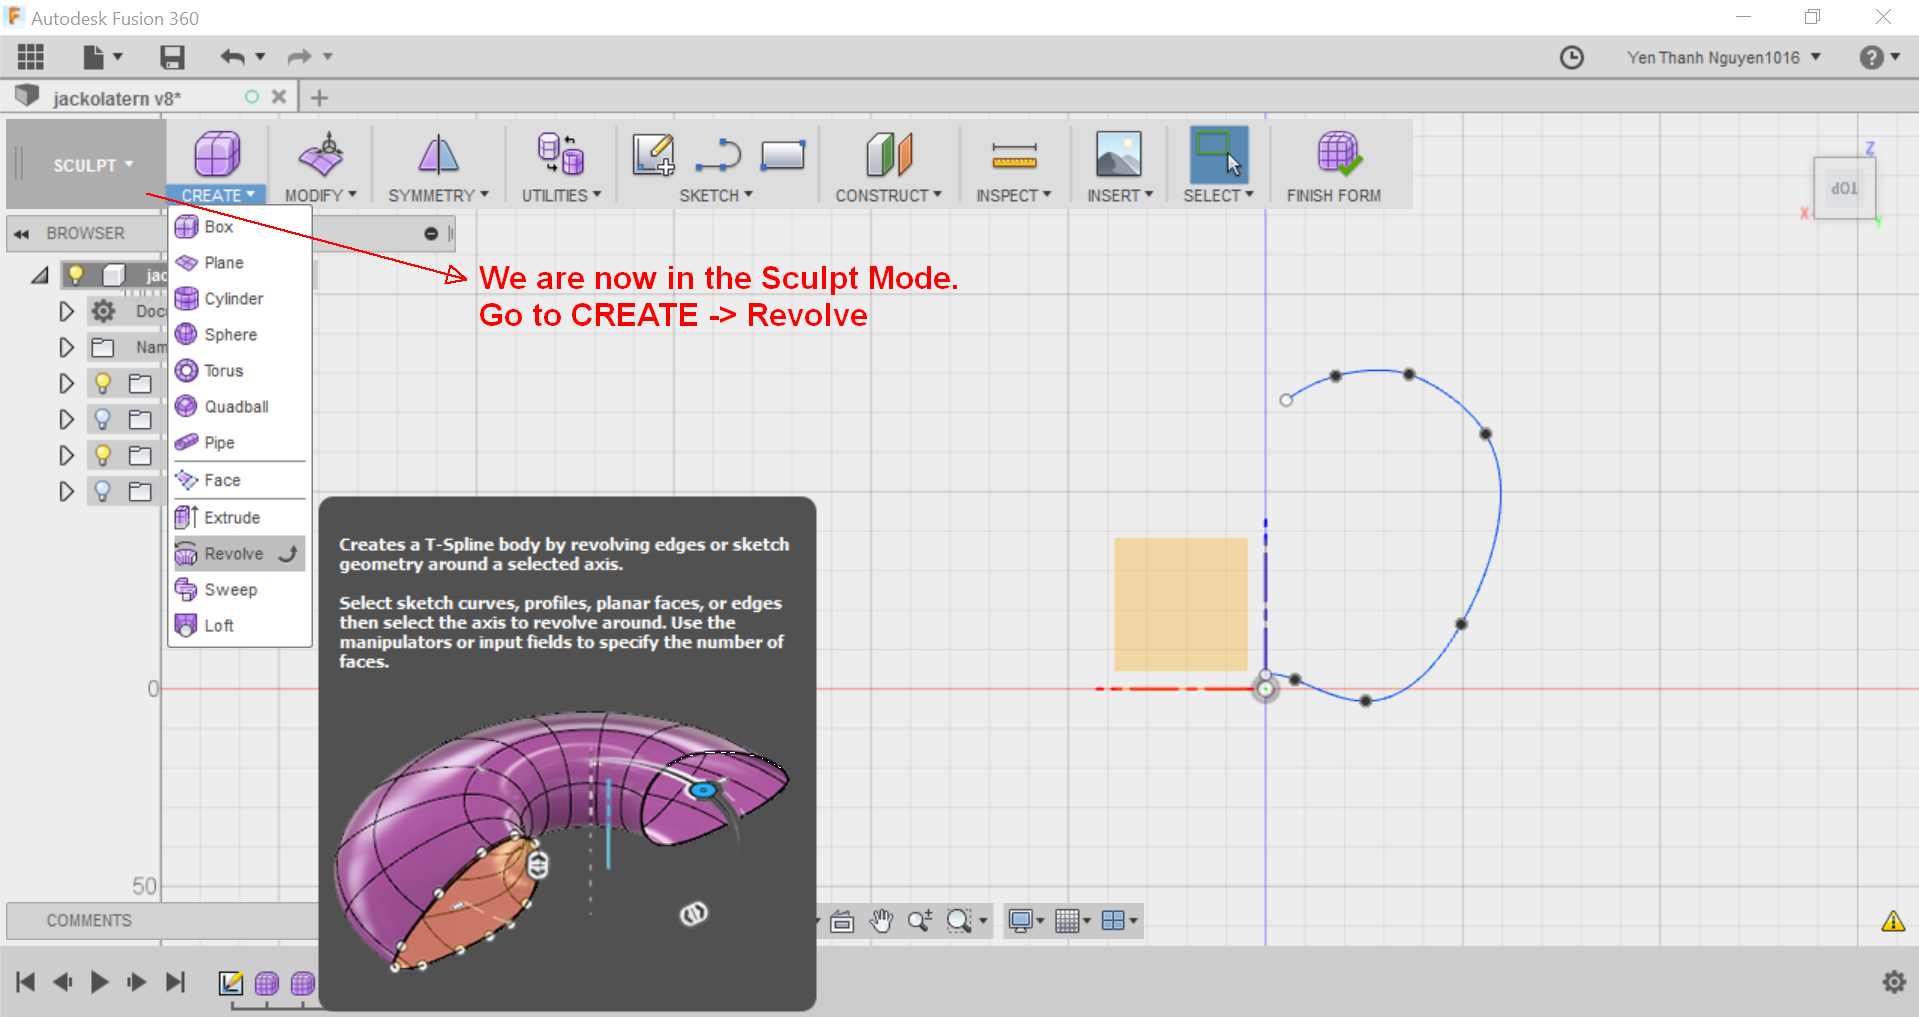 Autodesk Fusion 360
Yen Thanh Nguyen1016
jackolatern v8*
SCULPT
CREATE
MODIFY
SYMMETRY
UTILITIES
SKETCH
CONSTRUCT
INSPECT
INSERT
SELECT
FINISH FORM
Z
TOP
X
Y
BROWSER
jac
Doc
Nam
Box
Plane
Cylinder
Sphere
Torus
Quadball
Pipe
Face
Extrude
Revolve
Sweep
Loft
We are now in the Sculpt Mode.
Go to CREATE -> Revolve
Creates a T-Spline body by revolving edges or sketch
geometry around a selected axis.
Select sketch curves, profiles, planar faces, or edges
then select the axis to revolve around. Use the
manipulators or input fields to specify the number of
faces.
0
50
COMMENTS